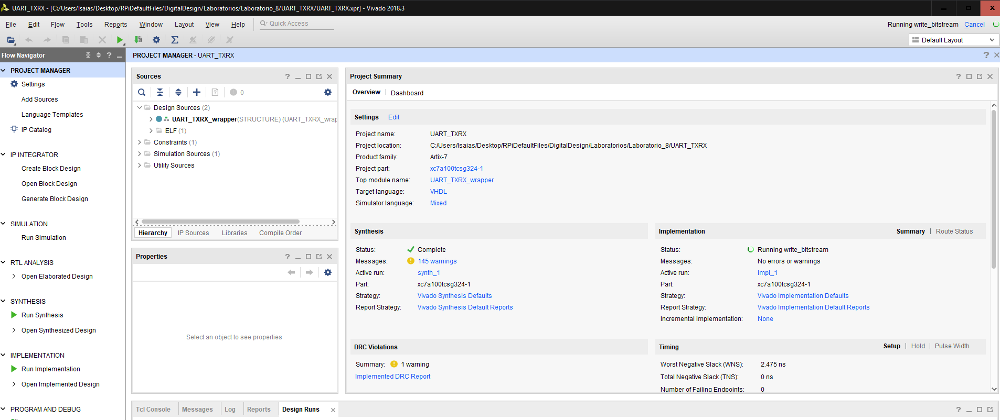 UART_TXRX - [C:/Users/Isaias/Desktop/RPiDefaultFiles/DigitalDesign/Laboratorios/Laboratorio_8/UART_TXRX/UART_TXRX.xpr] - Vivado 2018.3
File Edit Flow Tools Reports Window Layout View Help Quick Access
Running write_bitstream Cancel
Default Layout
Flow Navigator
PROJECT MANAGER
Settings
Add Sources
Language Templates
IP Catalog
IP INTEGRATOR
Create Block Design
Open Block Design
Generate Block Design
SIMULATION
Run Simulation
RTL ANALYSIS
Open Elaborated Design
SYNTHESIS
Run Synthesis
Open Synthesized Design
IMPLEMENTATION
Run Implementation
Open Implemented Design
PROGRAM AND DEBUG
PROJECT MANAGER - UART_TXRX
Sources
0
Design Sources (2)
UART_TXRX_wrapper(STRUCTURE) (UART_TXRX_wrap
ELF (1)
Constraints (1)
Simulation Sources (1)
Utility Sources
Hierarchy IP Sources Libraries Compile Order
Properties
Select an object to see properties
Project Summary
Overview | Dashboard
Settings Edit
Project name: UART_TXRX
Project location: C:/Users/Isaias/Desktop/RPiDefaultFiles/DigitalDesign/Laboratorios/Laboratorio_8/UART_TXRX
Product family: Artix-7
Project part: xc7a100tcsg324-1
Top module name: UART_TXRX_wrapper
Target language: VHDL
Simulator language: Mixed
Synthesis
Status: Complete
Messages: 145 warnings
Active run: synth_1
Part: xc7a100tcsg324-1
Strategy: Vivado Synthesis Defaults
Report Strategy: Vivado Synthesis Default Reports
Implementation Summary | Route Status
Status: Running write_bitstream
Messages: No errors or warnings
Active run: impl_1
Part: xc7a100tcsg324-1
Strategy: Vivado Implementation Defaults
Report Strategy: Vivado Implementation Default Reports
Incremental implementation: None
DRC Violations
Summary: 1 warning
Implemented DRC Report
Timing Setup | Hold | Pulse Width
Worst Negative Slack (WNS): 2.475 ns
Total Negative Slack (TNS): 0 ns
Number of Failing Endpoints: 0
Tcl Console Messages Log Reports Design Runs